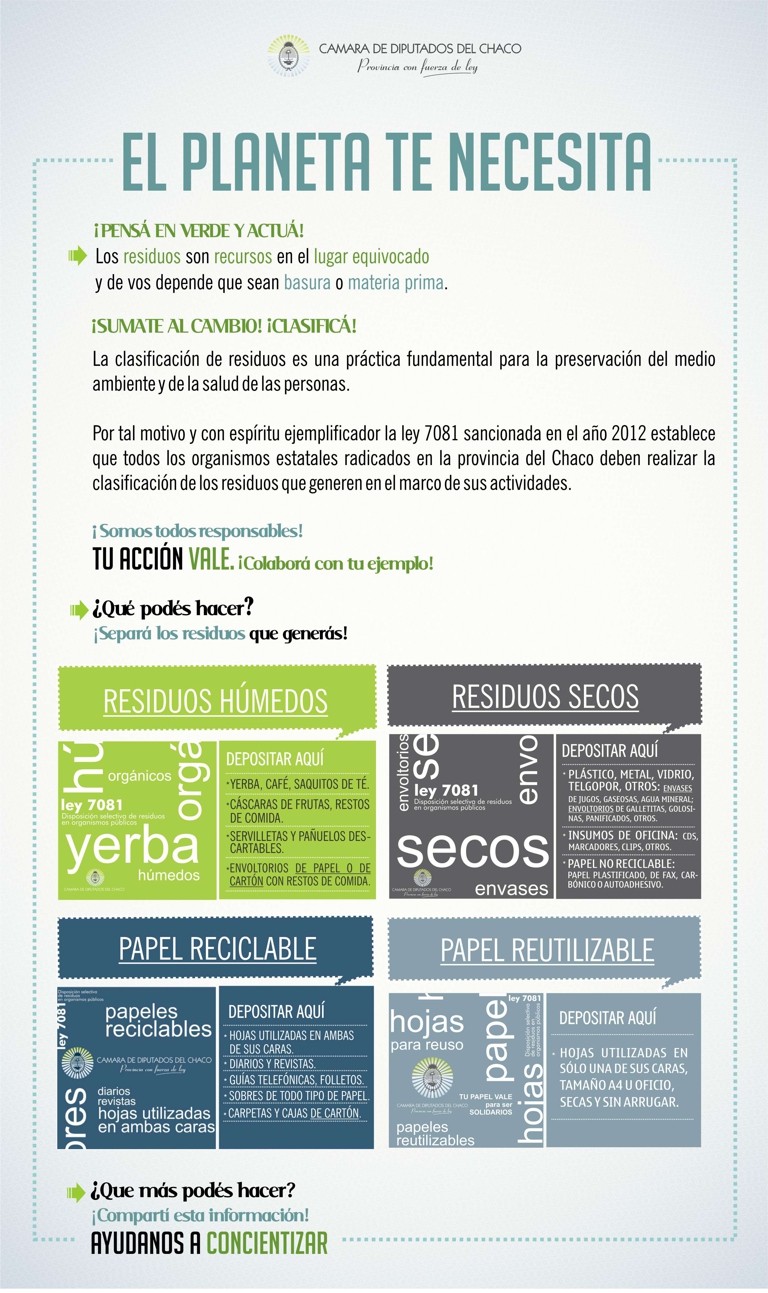 CAMARA DE DIPUTADOS DEL CHACO
Provincia con fuerza de ley
EL PLANETA TE NECESITA
¡PENSÁ EN VERDE Y ACTUÁ!
Los residuos son recursos en el lugar equivocado
y de vos depende que sean basura o materia prima.
¡SUMATE AL CAMBIO! ¡CLASIFICÁ!
La clasificación de residuos es una práctica fundamental para la preservación del medio
ambiente y de la salud de las personas.
Por tal motivo y con espíritu ejemplificador la ley 7081 sancionada en el año 2012 establece
que todos los organismos estatales radicados en la provincia del Chaco deben realizar la
clasificación de los residuos que generen en el marco de sus actividades.
¡Somos todos responsables!
TU ACCIÓN VALE. ¡Colaborá con tu ejemplo!
¿Qué podés hacer?
¡Separá los residuos que generás!
RESIDUOS HÚMEDOS
hú
orgánicos
orgá
ley 7081
Disposición selectiva de residuos
en organismos públicos
yerba
húmedos
CAMARA DE DIPUTADOS DEL CHACO
DEPOSITAR AQUÍ
·YERBA, CAFÉ, SAQUITOS DE TÉ.
·CÁSCARAS DE FRUTAS, RESTOS
DE COMIDA.
·SERVILLETAS Y PAÑUELOS DES-
CARTABLES.
·ENVOLTORIOS DE PAPEL O DE
CARTÓN CON RESTOS DE COMIDA.
RESIDUOS SECOS
envoltorios
se
envo
ley 7081
Disposición selectiva de residuos
en organismos públicos
secos
envases
CAMARA DE DIPUTADOS DEL CHACO
Provincia con fuerza de ley
DEPOSITAR AQUÍ
· PLÁSTICO, METAL, VIDRIO,
TELGOPOR, OTROS: ENVASES
DE JUGOS, GASEOSAS, AGUA MINERAL;
ENVOLTORIOS DE GALLETITAS, GOLOSI-
NAS, PANIFICADOS, OTROS.
· INSUMOS DE OFICINA: CDS,
MARCADORES, CLIPS, OTROS.
· PAPEL NO RECICLABLE:
PAPEL PLASTIFICADO, DE FAX, CAR-
BÓNICO O AUTOADHESIVO.
PAPEL RECICLABLE
Disposición selectiva
de residuos
en organismos públicos
ley 7081
papeles
reciclables
CAMARA DE DIPUTADOS DEL CHACO
Provincia con fuerza de ley
ores
diarios
revistas
hojas utilizadas
en ambas caras
DEPOSITAR AQUÍ
· HOJAS UTILIZADAS EN AMBAS
DE SUS CARAS.
· DIARIOS Y REVISTAS.
· GUÍAS TELEFÓNICAS, FOLLETOS.
· SOBRES DE TODO TIPO DE PAPEL.
· CARPETAS Y CAJAS DE CARTÓN.
PAPEL REUTILIZABLE
h
hojas
para reuso
pape
ley 7081
Disposición selectiva
de residuos en
organismos públicos
CAMARA DE DIPUTADOS DEL CHACO
Provincia con fuerza de ley
TU PAPEL VALE
para ser
SOLIDARIOS
hojas
papeles
reutilizables
DEPOSITAR AQUÍ
· HOJAS UTILIZADAS EN
SÓLO UNA DE SUS CARAS,
TAMAÑO A4 U OFICIO,
SECAS Y SIN ARRUGAR.
¿Que más podés hacer?
¡Compartí esta información!
AYUDANOS A CONCIENTIZAR